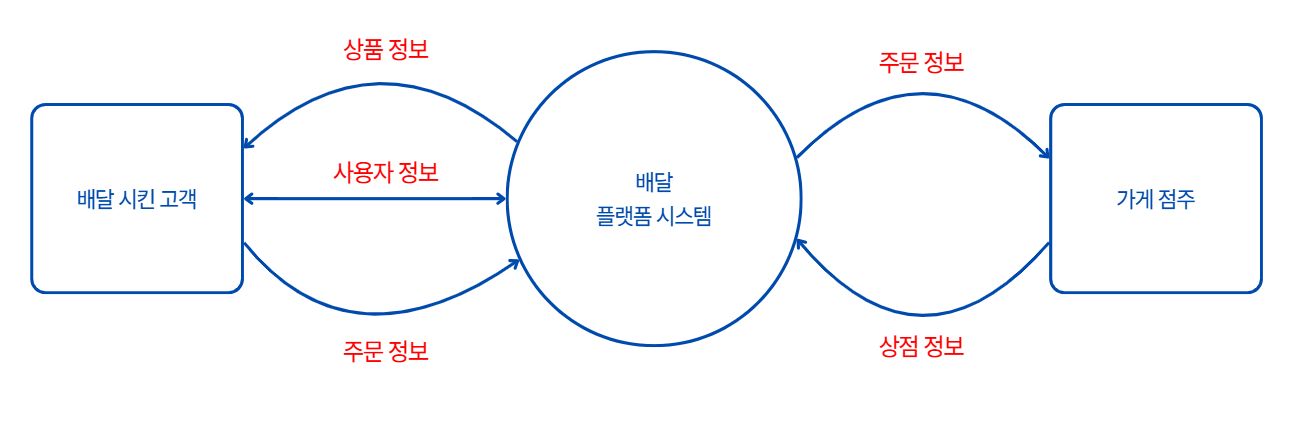 상품 정보
주문 정보
사용자 정보
배달 시킨 고객
배달
플랫폼 시스템
가게 점주
주문 정보
상점 정보